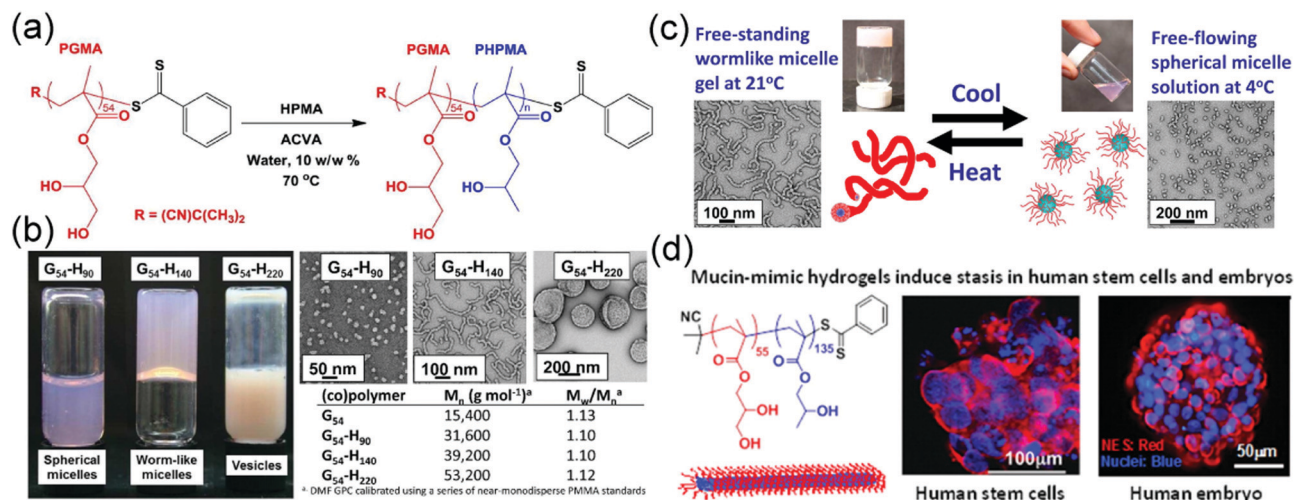 (a)
PGMA
PGMA
PHPMA
R
54
S
S
O
O
HO
HO
HPMA
ACVA
Water, 10 w/w %
70 °C
R
54
n
S
S
O
O
O
O
HO
HO
HO
R = (CN)C(CH3)2
(b)
G54-H90
G54-H140
G54-H220
Spherical
micelles
Worm-like
micelles
Vesicles
G54-H90
G54-H140
G54-H220
50 nm
100 nm
200 nm
(co)polymer Mn (g mol-1)a Mw/Mna
G54 15,400 1.13
G54-H90 31,600 1.10
G54-H140 39,200 1.10
G54-H220 53,200 1.12
a. DMF GPC calibrated using a series of near-monodisperse PMMA standards
(c)
Free-standing
wormlike micelle
gel at 21°C
100 nm
Cool
Heat
Free-flowing
spherical micelle
solution at 4°C
200 nm
(d)
Mucin-mimic hydrogels induce stasis in human stem cells and embryos
NC
55
135
S
S
O
O
O
O
OH
OH
OH
100µm
Human stem cells
NES: Red
Nuclei: Blue
50µm
Human embryo